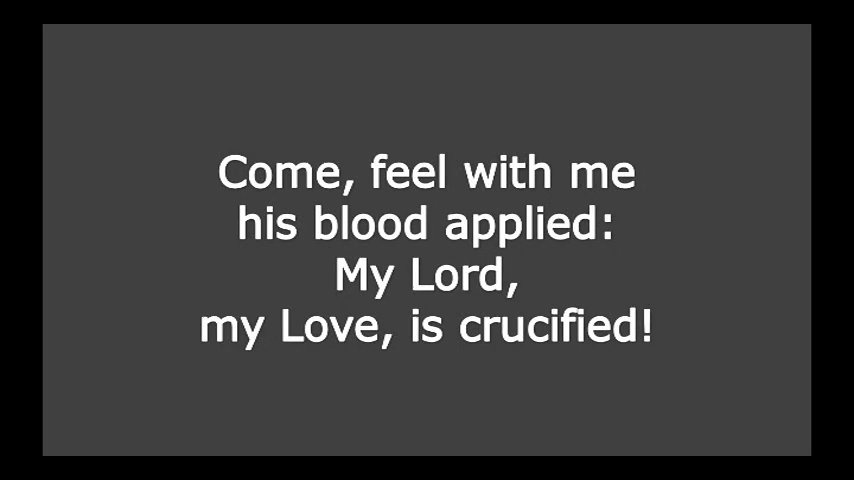 Come, feel with me
his blood applied:
My Lord,
my Love, is crucified!